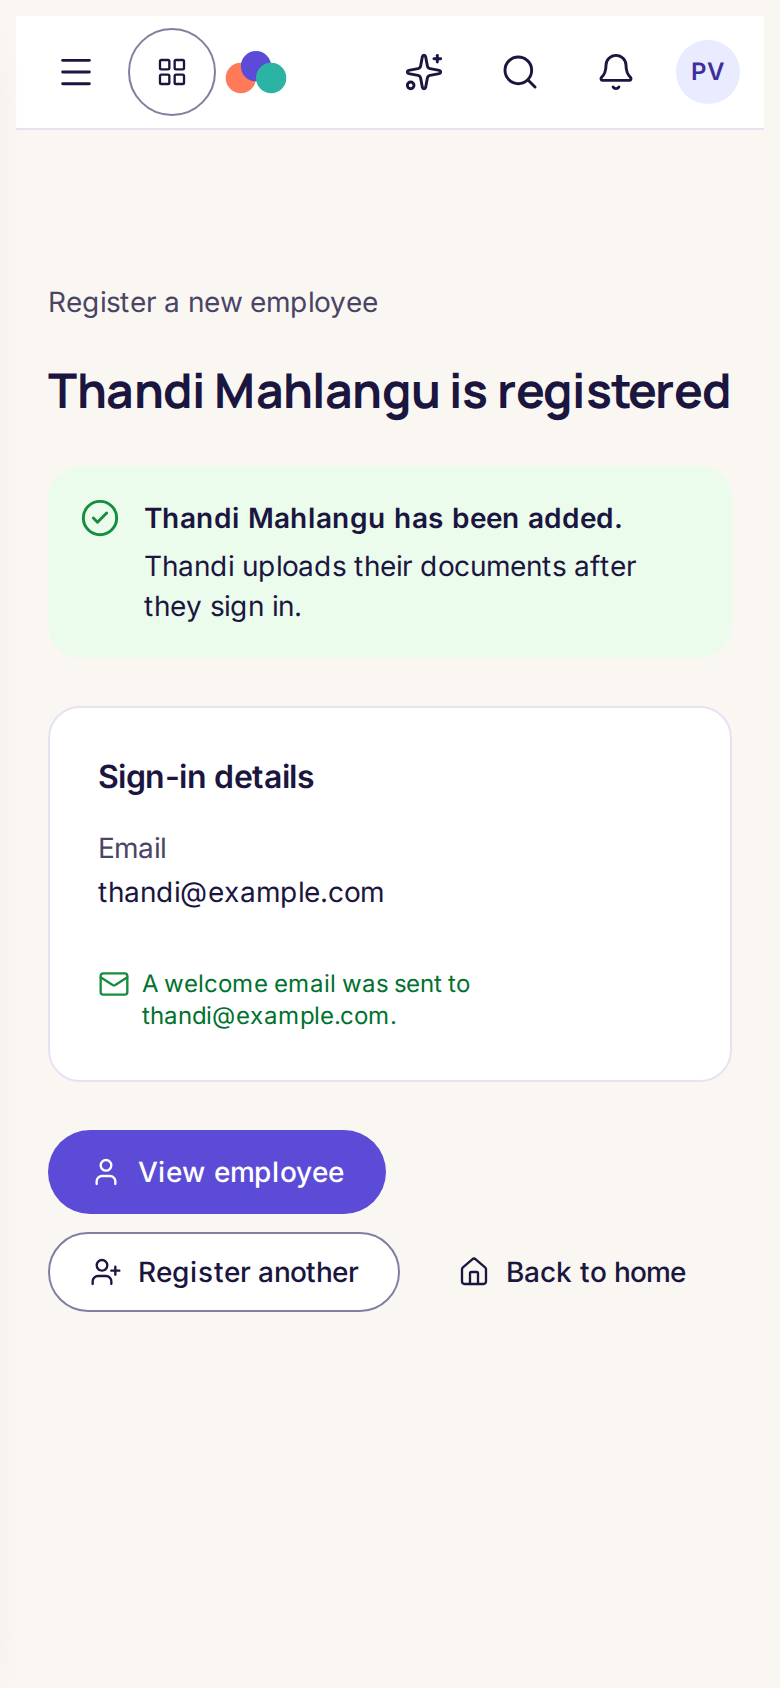 PV
Register a new employee
Thandi Mahlangu is registered
Thandi Mahlangu has been added.
Thandi uploads their documents after
they sign in.
Sign-in details
Email
thandi@example.com
A welcome email was sent to
thandi@example.com.
View employee
Register another
Back to home